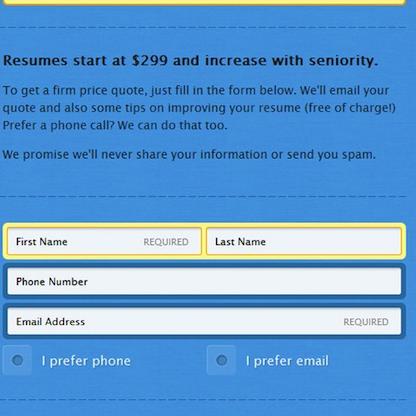 Resumes start at $299 and increase with seniority.
To get a firm price quote, just fill in the form below. We'll email your
quote and also some tips on improving your resume (free of charge!)
Prefer a phone call? We can do that too.
We promise we'll never share your information or send you spam.
First Name REQUIRED Last Name
Phone Number
Email Address REQUIRED
I prefer phone I prefer email